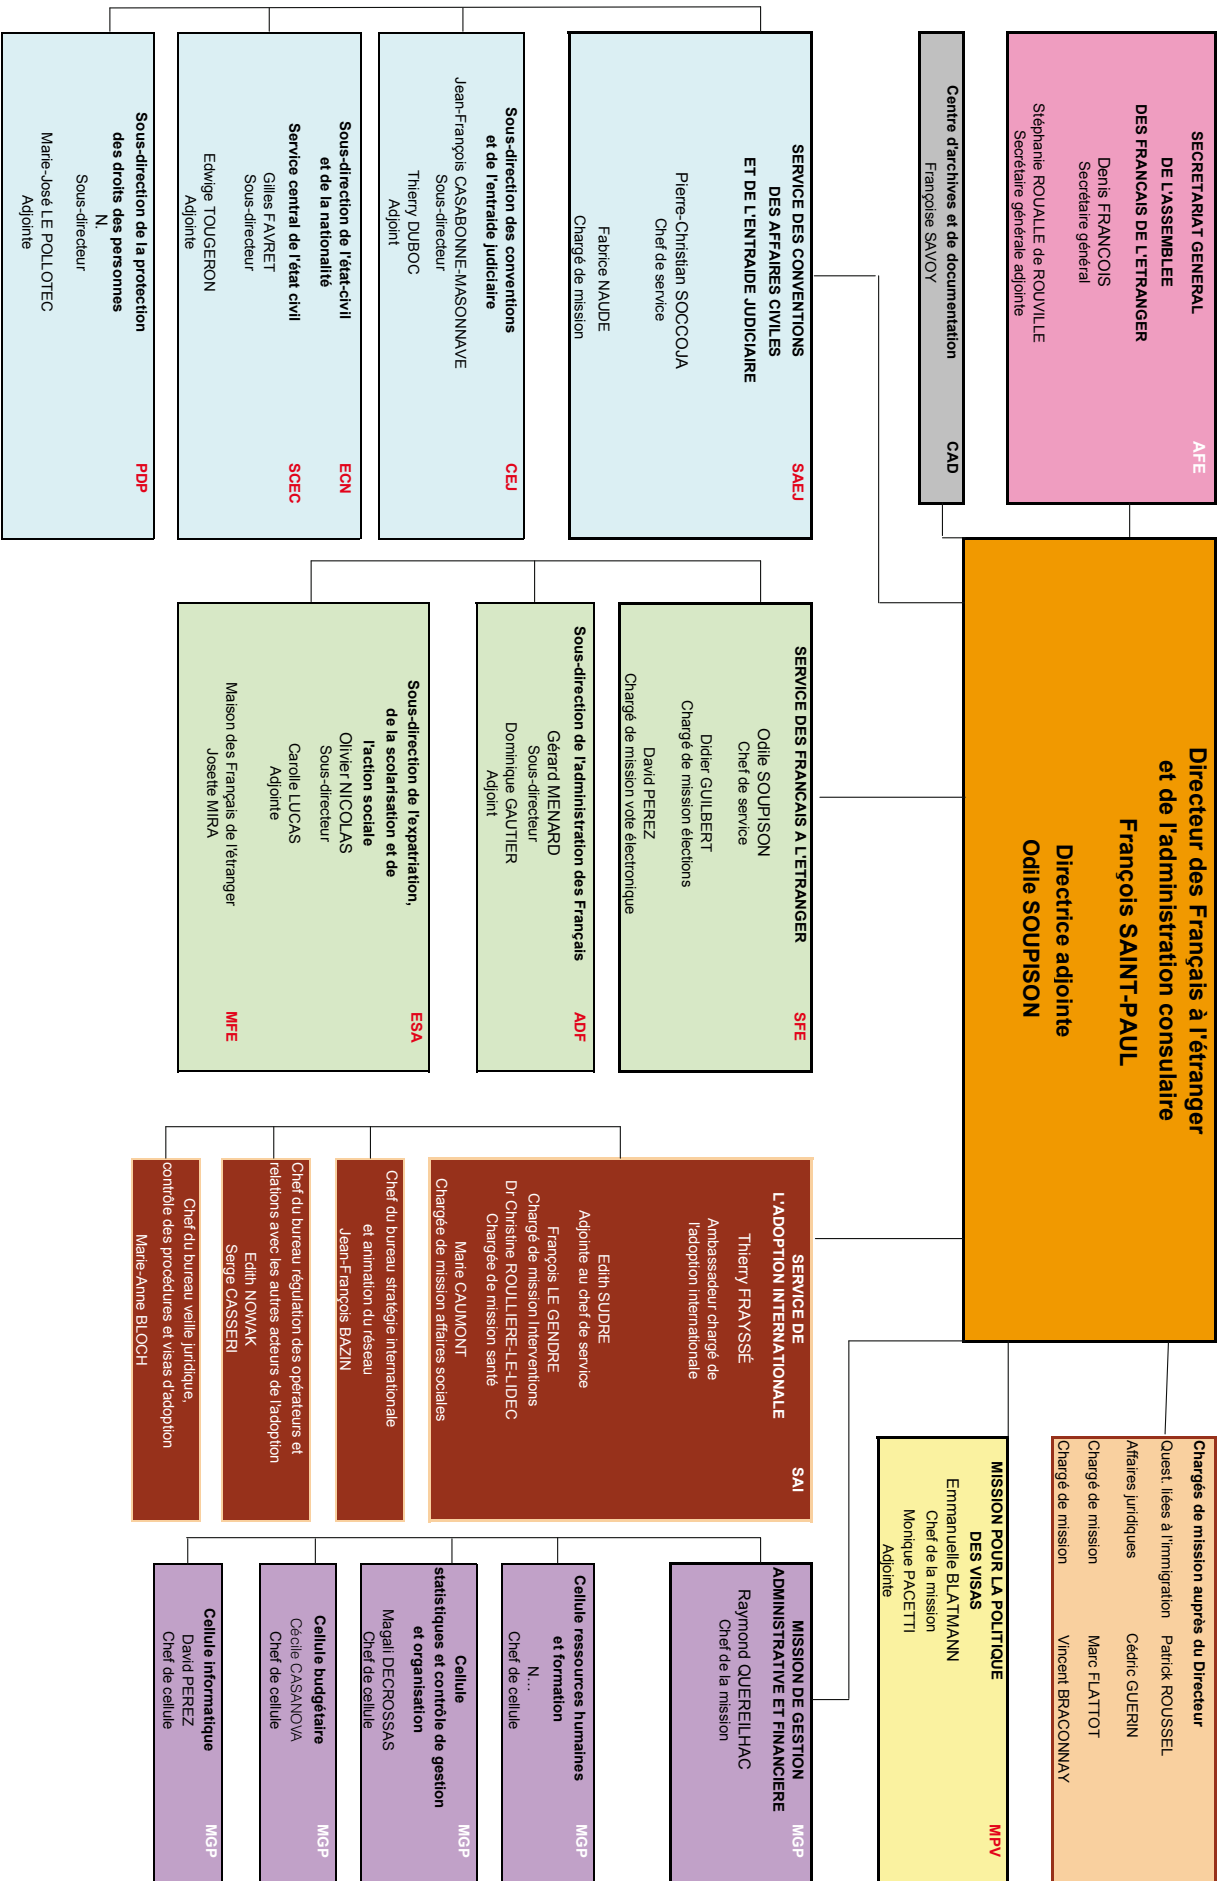 Directeur des Français à l'étranger
et de l'administration consulaire
François SAINT-PAUL
Directrice adjointe
Odile SOUPISON
SECRETARIAT GENERAL
DE L'ASSEMBLEE
DES FRANCAIS DE L'ETRANGER
AFE
Denis FRANCOIS
Secrétaire général
Stéphanie ROUALLE de ROUVILLE
Secrétaire générale adjointe
Centre d'archives et de documentation CAD
Françoise SAVOY
Chargés de mission auprès du Directeur
Quest. liées à l'immigration Patrick ROUSSEL
Affaires juridiques Cédric GUERIN
Chargé de mission Marc FLATTOT
Chargé de mission Vincent BRACONNAY
MISSION POUR LA POLITIQUE
DES VISAS
MPV
Emmanuelle BLATMANN
Chef de la mission
Monique PACETTI
Adjointe
SERVICE DES CONVENTIONS
DES AFFAIRES CIVILES
ET DE L'ENTRAIDE JUDICIAIRE
SAEJ
Pierre-Christian SOCCOJA
Chef de service
Fabrice NAUDE
Chargé de mission
Sous-direction des conventions
et de l'entraide judiciaire
CEJ
Jean-François CASABONNE-MASONNAVE
Sous-directeur
Thierry DUBOC
Adjoint
Sous-direction de l'état-civil
et de la nationalité
ECN
Service central de l'état civil SCEC
Gilles FAVRET
Sous-directeur
Edwige TOUGERON
Adjointe
Sous-direction de la protection
des droits des personnes
PDP
N.
Sous-directeur
Marie-José LE POLLOTEC
Adjointe
SERVICE DES FRANCAIS A L'ETRANGER SFE
Odile SOUPISON
Chef de service
Didier GUILBERT
Chargé de mission élections
David PEREZ
Chargé de mission vote électronique
Sous-direction de l'administration des Français ADF
Gérard MENARD
Sous-directeur
Dominique GAUTIER
Adjoint
Sous-direction de l'expatriation,
de la scolarisation et de
l'action sociale
ESA
Olivier NICOLAS
Sous-directeur
Carolle LUCAS
Adjointe
Maison des Français de l'étranger MFE
Josette MIRA
SERVICE DE
L'ADOPTION INTERNATIONALE
SAI
Thierry FRAYSSÉ
Ambassadeur chargé de
l'adoption internationale
Edith SUDRE
Adjointe au chef de service
François LE GENDRE
Chargé de mission Interventions
Dr Christine ROULLIERE-LE-LIDEC
Chargée de mission santé
Marie CAUMONT
Chargée de mission affaires sociales
Chef du bureau stratégie internationale
et animation du réseau
Jean-François BAZIN
Chef du bureau régulation des opérateurs et
relations avec les autres acteurs de l'adoption
Edith NOWAK
Serge CASSERI
Chef du bureau veille juridique,
contrôle des procédures et visas d'adoption
Marie-Anne BLOCH
MISSION DE GESTION
ADMINISTRATIVE ET FINANCIERE
MGP
Raymond QUEREILHAC
Chef de la mission
Cellule ressources humaines
et formation
MGP
N...
Chef de cellule
Cellule
statistiques et contrôle de gestion
et organisation
MGP
Magali DECROSSAS
Chef de cellule
Cellule budgétaire MGP
Cécile CASANOVA
Chef de cellule
Cellule informatique MGP
David PEREZ
Chef de cellule